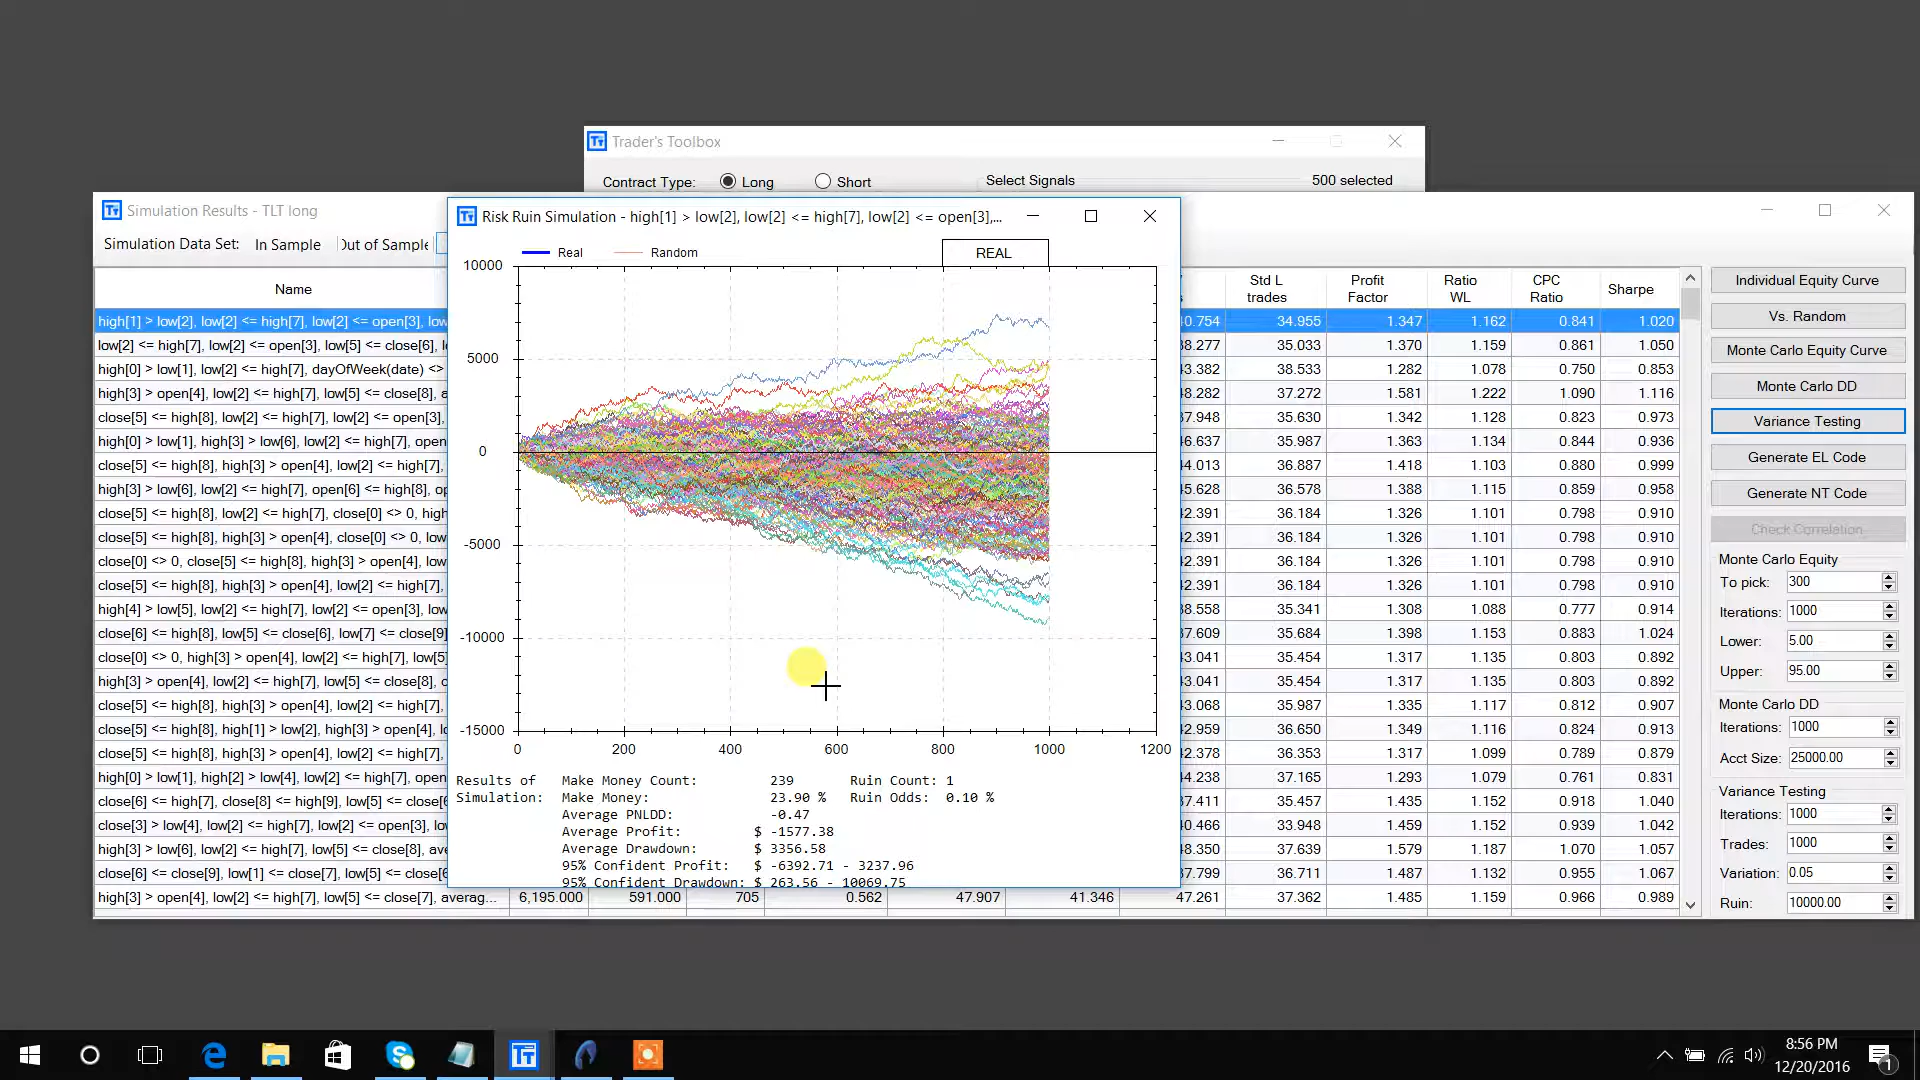 Trader's Toolbox
Contract Type: Long Short Select Signals 500 selected
Simulation Results - TLT long
Simulation Data Set: In Sample Out of Sample
Risk Ruin Simulation - high[1] > low[2], low[2] <= high[7], low[2] <= open[3],...
Real Random REAL
10000
5000
0
-5000
-10000
-15000
0 200 400 600 800 1000 1200
Results of Simulation:
Make Money Count: 239 Ruin Count: 1
Make Money: 23.90 % Ruin Odds: 0.10 %
Average PNLDD: -0.47
Average Profit: $ -1577.38
Average Drawdown: $ 3356.58
95% Confident Profit: $ -6392.71 - 3237.96
95% Confident Drawdown: $ 263.56 - 10069.75
Name
high[1] > low[2], low[2] <= high[7], low[2] <= open[3], low
low[2] <= high[7], low[2] <= open[3], low[5] <= close[6],
high[0] > low[1], low[2] <= high[7], dayOfWeek(date) <>
high[3] > open[4], low[2] <= high[7], low[5] <= close[8],
close[5] <= high[8], low[2] <= high[7], low[2] <= open[3],
high[0] > low[1], high[3] > low[6], low[2] <= high[7], open
close[5] <= high[8], high[3] > open[4], low[2] <= high[7],
high[3] > low[6], low[2] <= high[7], open[6] <= high[8],
close[5] <= high[8], low[2] <= high[7], close[0] <> 0, high
close[5] <= high[8], high[3] > open[4], close[0] <> 0, low
close[0] <> 0, close[5] <= high[8], high[3] > open[4], low
close[5] <= high[8], high[3] > open[4], low[2] <= high[7],
high[4] > low[5], low[2] <= high[7], low[2] <= open[3], low
close[6] <= high[8], low[5] <= close[6], low[7] <= close[9]
close[0] <> 0, high[3] > open[4], low[2] <= high[7], low[5]
high[3] > open[4], low[2] <= high[7], low[5] <= close[8],
close[5] <= high[8], high[3] > open[4], low[2] <= high[7],
close[5] <= high[8], high[1] > low[2], high[3] > open[4],
close[5] <= high[8], high[3] > open[4], low[2] <= high[7],
high[0] > low[1], high[2] > low[4], low[2] <= high[7], open
close[6] <= high[7], close[8] <= high[9], low[5] <= close[6
close[3] > low[4], low[2] <= high[7], low[2] <= open[3], low
high[3] > low[6], low[2] <= high[7], low[5] <= close[8], ave
close[6] <= close[9], low[1] <= close[7], low[5] <= close[6
high[3] > open[4], low[2] <= high[7], low[5] <= close[7], averag... 6,195.000 591.000 705 0.562 47.907 41.346 47.261 37.362 1.485 1.159 0.966 0.989
Std L trades Profit Factor Ratio WL CPC Ratio Sharpe
34.955 1.347 1.162 0.841 1.020
35.033 1.370 1.159 0.861 1.050
38.533 1.282 1.078 0.750 0.853
37.272 1.581 1.222 1.090 1.116
35.630 1.342 1.128 0.823 0.973
35.987 1.363 1.134 0.844 0.936
36.887 1.418 1.103 0.880 0.999
36.578 1.388 1.115 0.859 0.958
36.184 1.326 1.101 0.798 0.910
36.184 1.326 1.101 0.798 0.910
36.184 1.326 1.101 0.798 0.910
36.184 1.326 1.101 0.798 0.910
35.341 1.308 1.088 0.777 0.914
35.684 1.398 1.153 0.883 1.024
35.454 1.317 1.135 0.803 0.892
35.454 1.317 1.135 0.803 0.892
35.987 1.335 1.117 0.812 0.907
36.650 1.349 1.116 0.824 0.913
36.353 1.317 1.099 0.789 0.879
37.165 1.293 1.079 0.761 0.831
35.457 1.435 1.152 0.918 1.040
33.948 1.459 1.152 0.939 1.042
37.639 1.579 1.187 1.070 1.057
36.711 1.487 1.132 0.955 1.067
Individual Equity Curve
Vs. Random
Monte Carlo Equity Curve
Monte Carlo DD
Variance Testing
Generate EL Code
Generate NT Code
Check Correlation
Monte Carlo Equity
To pick: 300
Iterations: 1000
Lower: 5.00
Upper: 95.00
Monte Carlo DD
Iterations: 1000
Acct Size: 25000.00
Variance Testing
Iterations: 1000
Trades: 1000
Variation: 0.05
Ruin: 10000.00
8:56 PM
12/20/2016
1